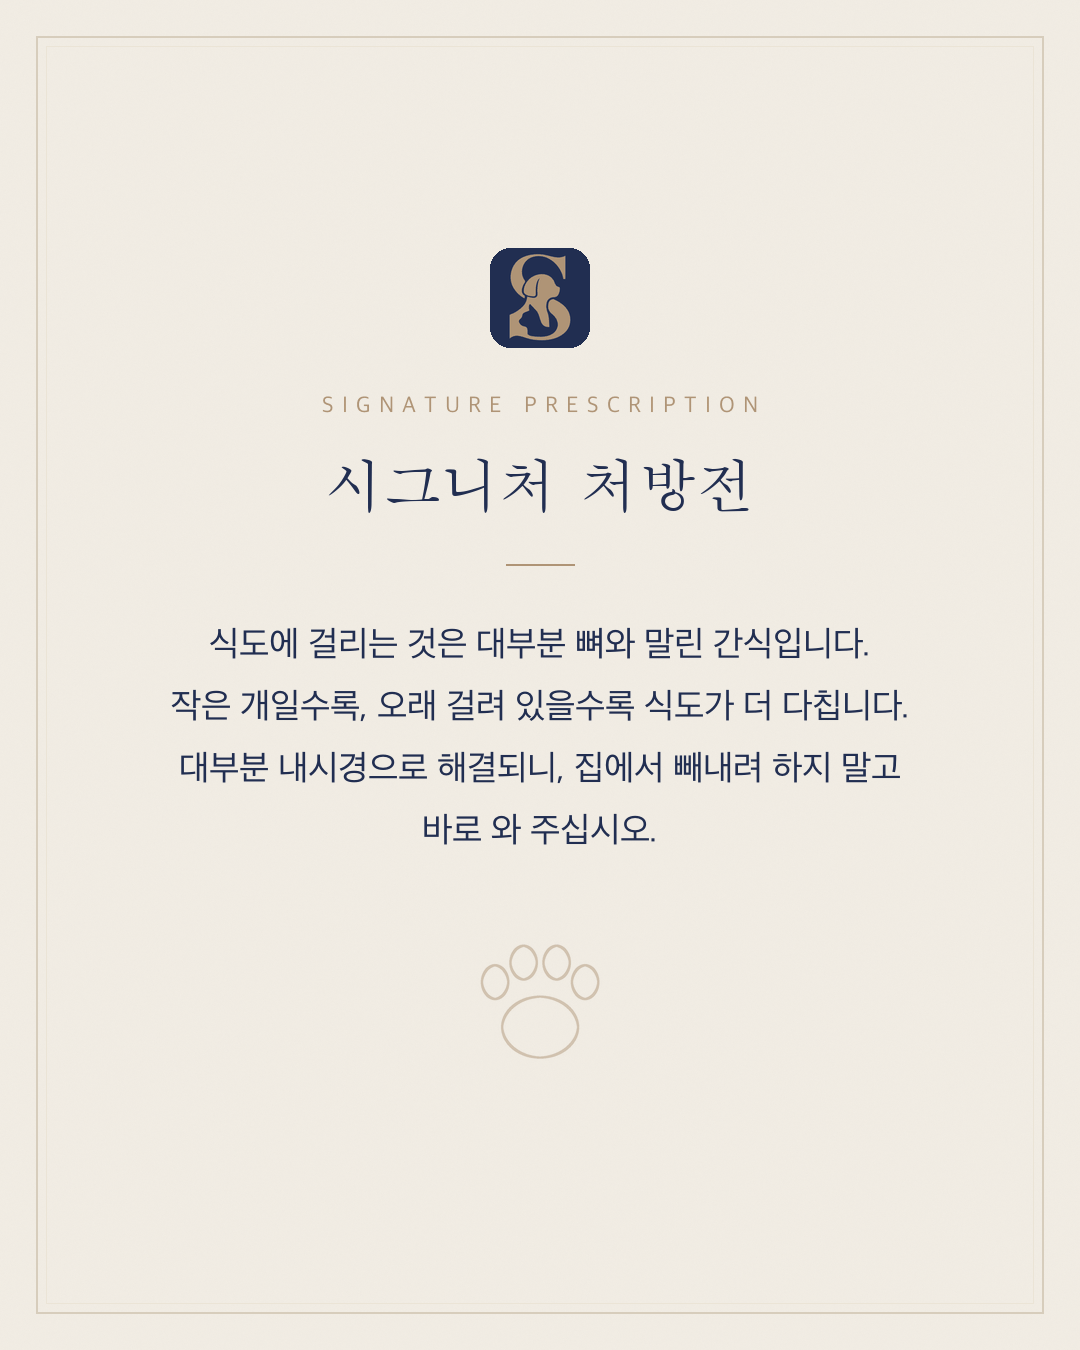 S
SIGNATURE PRESCRIPTION
시그니처 처방전
식도에 걸리는 것은 대부분 뼈와 말린 간식입니다.
작은 개일수록, 오래 걸려 있을수록 식도가 더 다칩니다.
대부분 내시경으로 해결되니, 집에서 빼내려 하지 말고
바로 와 주십시오.